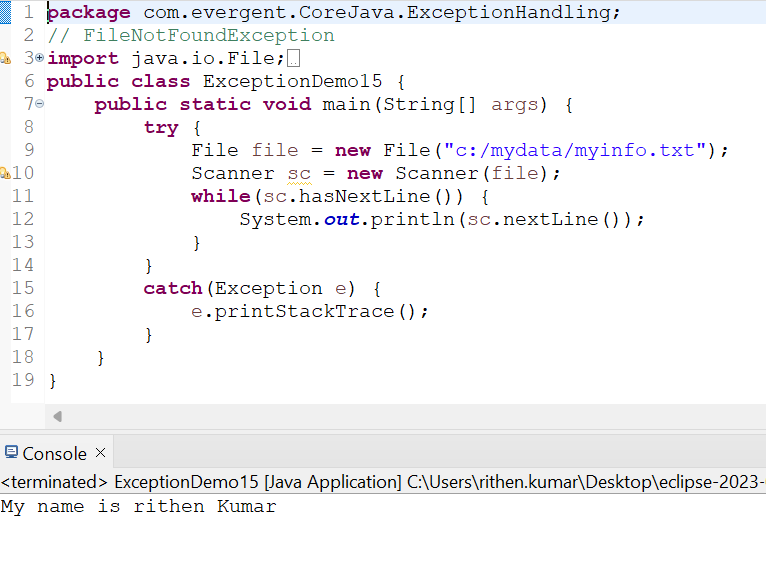 1 package com.evergent.CoreJava.ExceptionHandling;
2 // FileNotFoundException
3 import java.io.File;
6 public class ExceptionDemo15 {
7 public static void main(String[] args) {
8 try {
9 File file = new File("c:/mydata/myinfo.txt");
10 Scanner sc = new Scanner(file);
11 while(sc.hasNextLine()) {
12 System.out.println(sc.nextLine());
13 }
14 }
15 catch(Exception e) {
16 e.printStackTrace();
17 }
18 }
19 }
Console
<terminated> ExceptionDemo15 [Java Application] C:\Users\rithen.kumar\Desktop\eclipse-2023-
My name is rithen Kumar